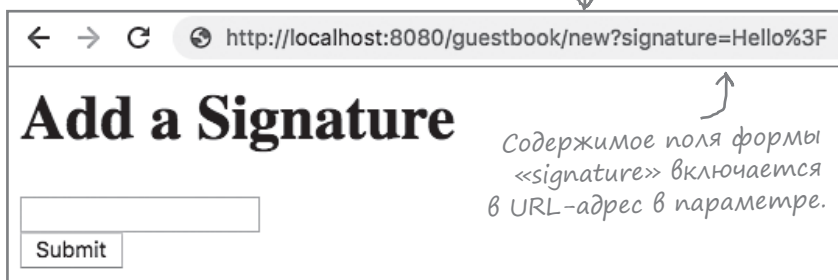 http://localhost:8080/guestbook/new?signature=Hello%3F
Add a Signature
Содержимое поля формы
«signature» включается
в URL-адрес в параметре.
Submit